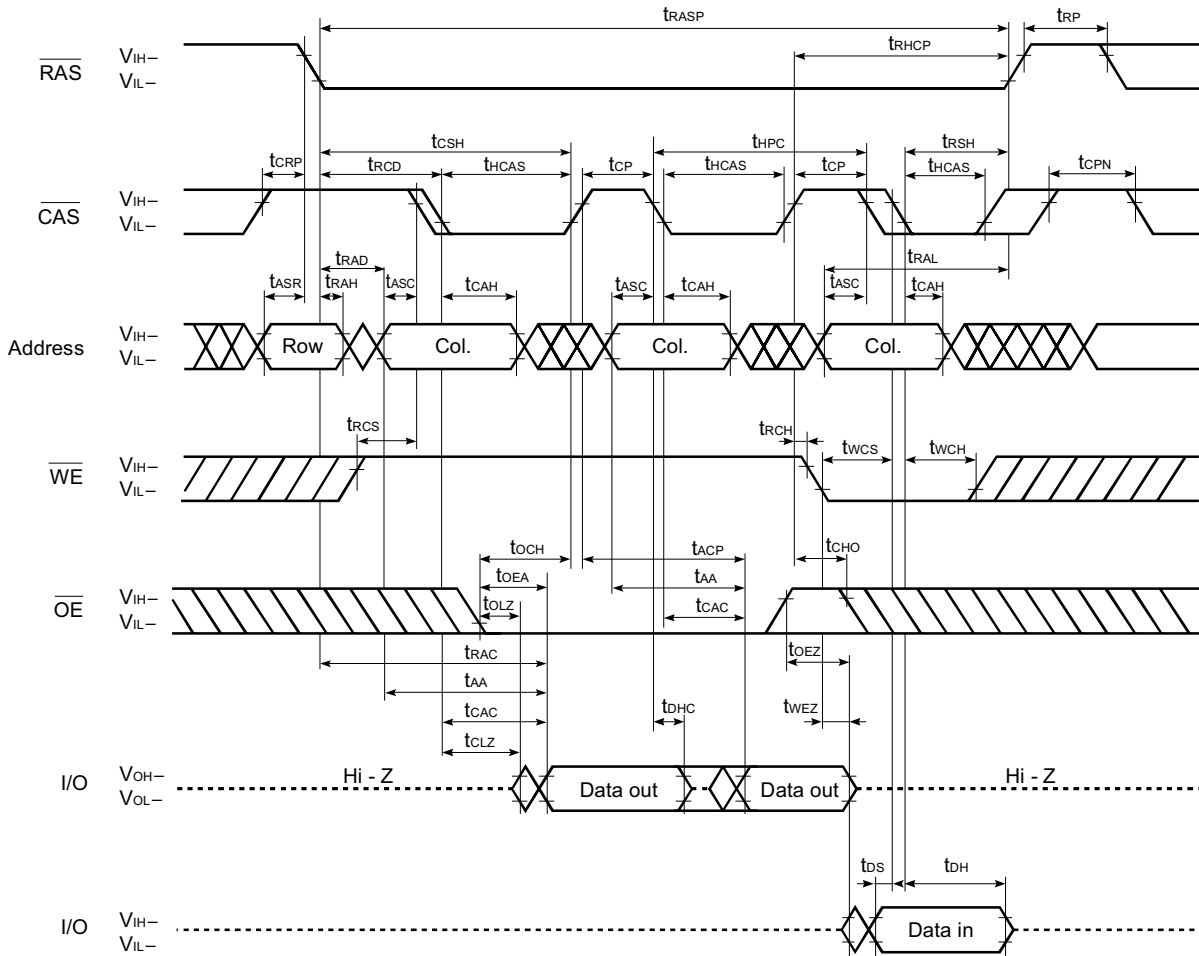 tRASP tRP
tRHCP
RAS VIH–
VIL–
tCSH tHPC tRSH
tCRP tRCD tHCAS tCP tHCAS tCP tHCAS tCPN
CAS VIH–
VIL–
tRAD tRAL
tASR tRAH tASC tCAH tASC tCAH tASC tCAH
Address VIH–
VIL–
Row Col. Col. Col.
tRCS tRCH tWCS tWCH
WE VIH–
VIL–
tOCH tACP tCHO
tOEA tAA
OE VIH–
VIL–
tOLZ tCAC
tRAC tOEZ
tAA
tCAC tDHC tWEZ
tCLZ
I/O VOH–
VOL–
Hi - Z Data out Data out Hi - Z
tDS tDH
I/O VIH–
VIL–
Data in